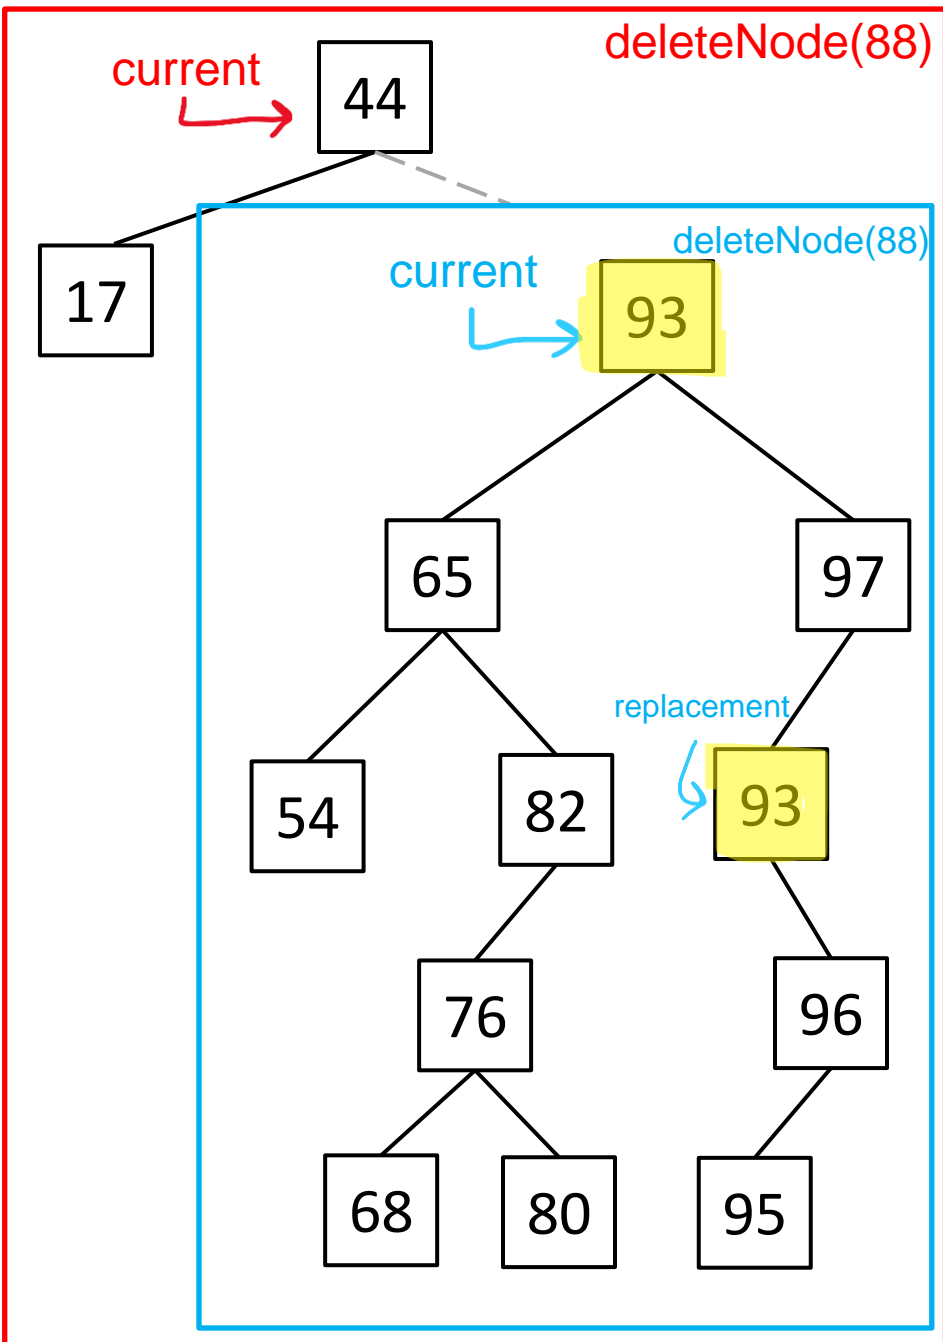 deleteNode(88)
current
44
deleteNode(88)
current
17
93
65
97
replacement
54
82
93
76
96
68
80
95